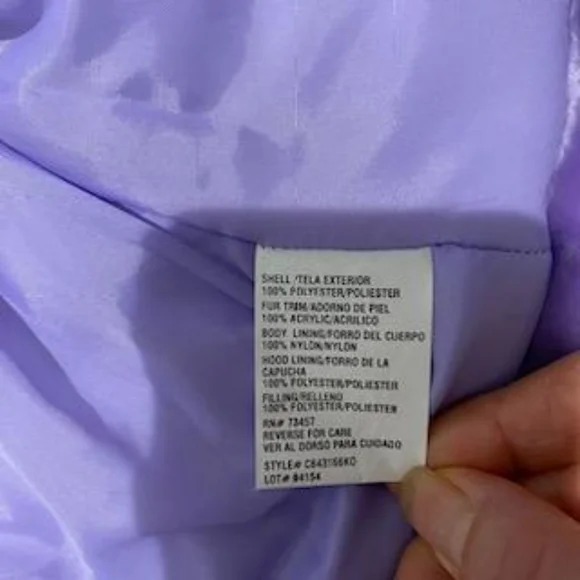 SHELL /TELA EXTERIOR
100% POLYESTER/POLIESTER
FUR TRIM/ADORNO DE PIEL
100% ACRYLIC/ACRILICO
BODY LINING/FORRO DEL CUERPO
100% NYLON/NYLON
HOOD LINING/FORRO DE LA
CAPUCHA
100% POLYESTER/POLIESTER
FILLING/RELLENO
100% POLYESTER/POLIESTER
RN# 73457
REVERSE FOR CARE
VER AL DORSO PARA CUIDADO
STYLE# C643166KO
LOT# 84154